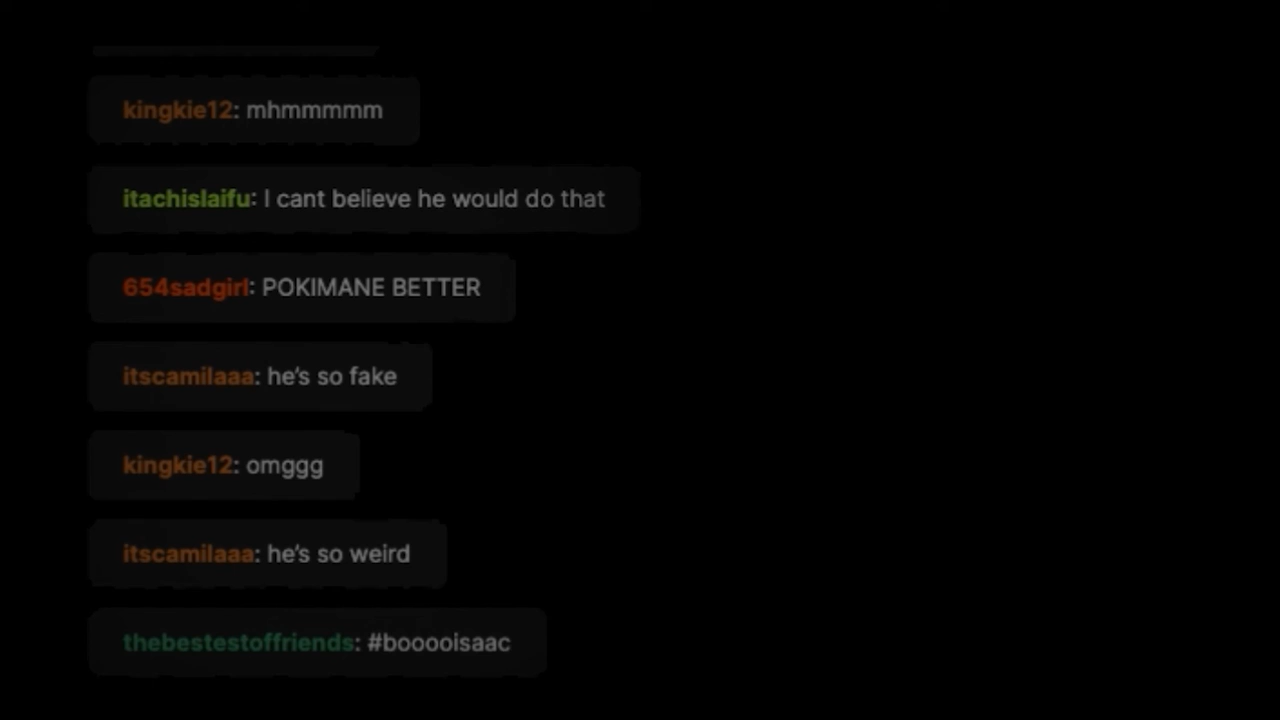 kingkie12: mhmmmmm
itachislaifu: I cant believe he would do that
654sadgirl: POKIMANE BETTER
itscamilaaa: he's so fake
kingkie12: omggg
itscamilaaa: he's so weird
thebestestoffriends: #booooisaac